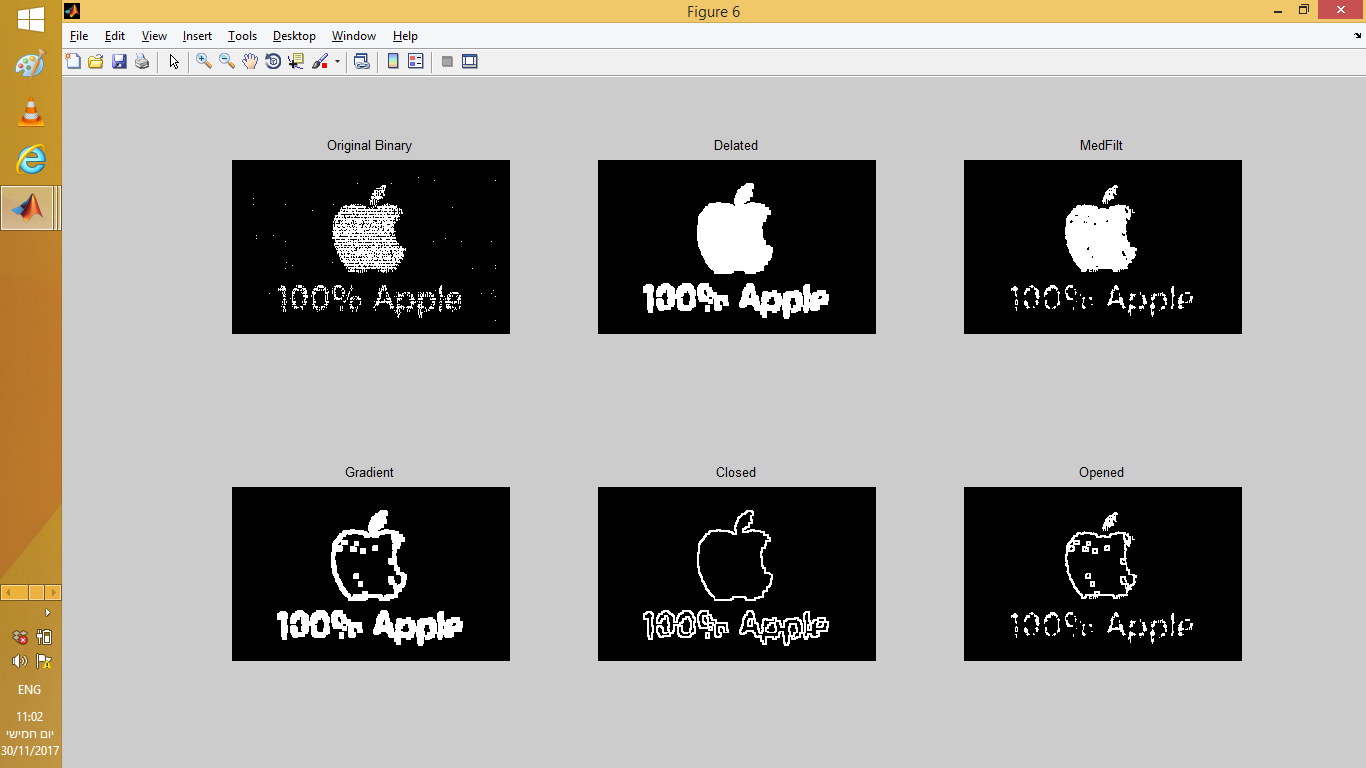 Figure 6
File Edit View Insert Tools Desktop Window Help
Original Binary
Delated
MedFilt
100% Apple
100% Apple
100% Apple
Gradient
Closed
Opened
100% Apple
100% Apple
100% Apple
ENG
11:02
יום חמישי
30/11/2017